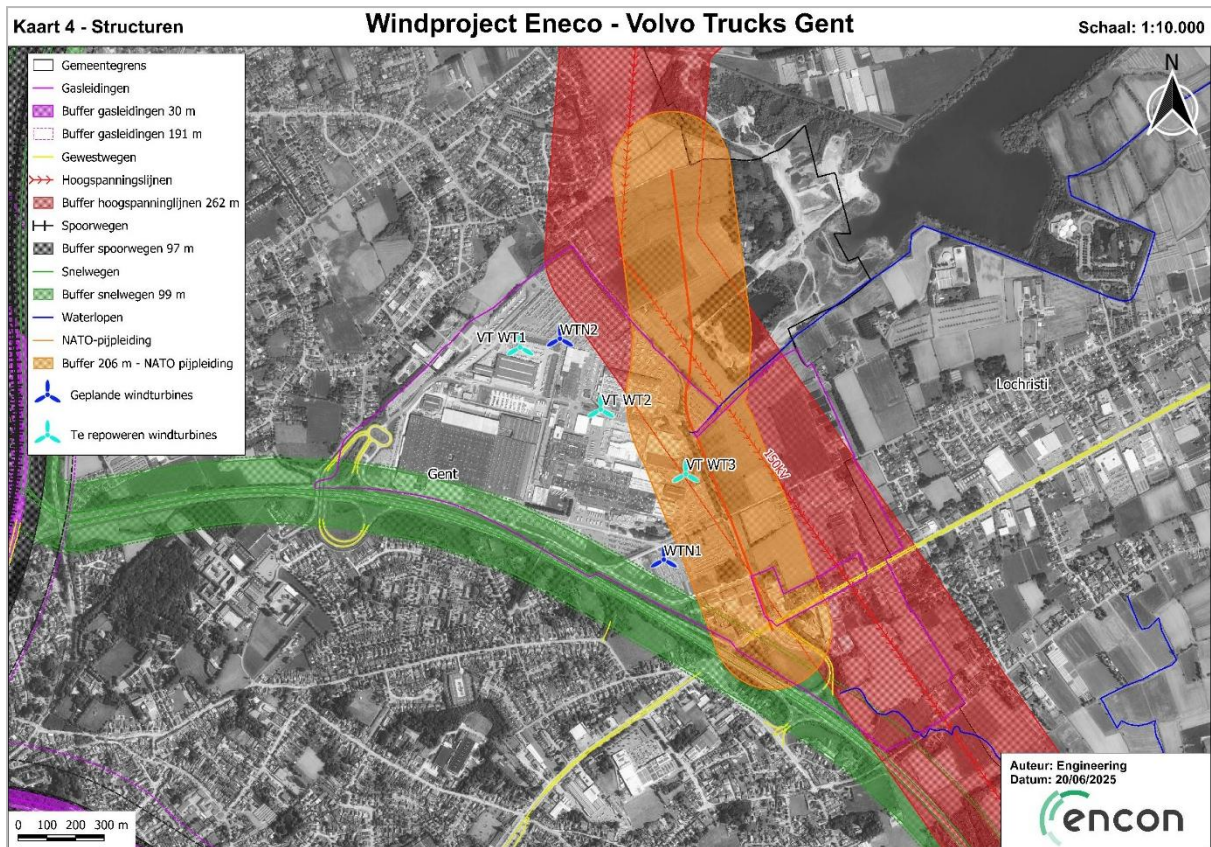 Kaart 4 - Structuren
Windproject Eneco - Volvo Trucks Gent
Schaal: 1:10.000
Gemeentegrens
Gasleidingen
Buffer gasleidingen 30 m
Buffer gasleidingen 191 m
Gewestwegen
Hoogspanningslijnen
Buffer hoogspanninglijnen 262 m
Spoorwegen
Buffer spoorwegen 97 m
Snelwegen
Buffer snelwegen 99 m
Waterlopen
NATO-pijpleiding
Buffer 206 m - NATO pijpleiding
Geplande windturbines
Te repoweren windturbines
N
WTN2
VT WT1
VT WT2
Lochristi
150kV
VT WT3
Gent
WTN1
Auteur: Engineering
Datum: 20/06/2025
encon
0 100 200 300 m